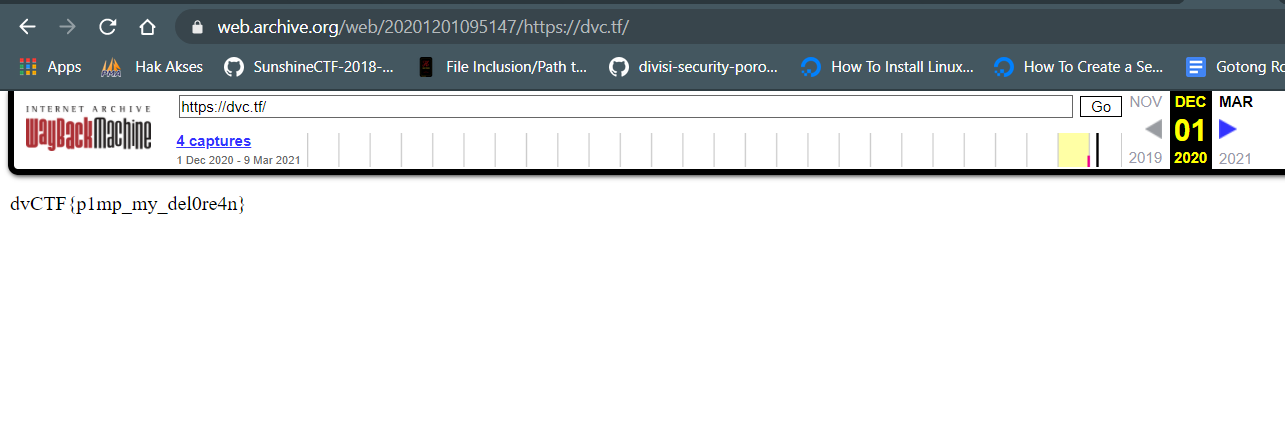 web.archive.org/web/20201201095147/https://dvc.tf/
Apps Hak Akses SunshineCTF-2018-... File Inclusion/Path t... divisi-security-poro... How To Install Linux... How To Create a Se... Gotong Ro
INTERNET ARCHIVE
WayBackMachine
https://dvc.tf/ Go
NOV DEC MAR
4 captures
01
1 Dec 2020 - 9 Mar 2021
2019 2020 2021
dvCTF{p1mp_my_del0re4n}